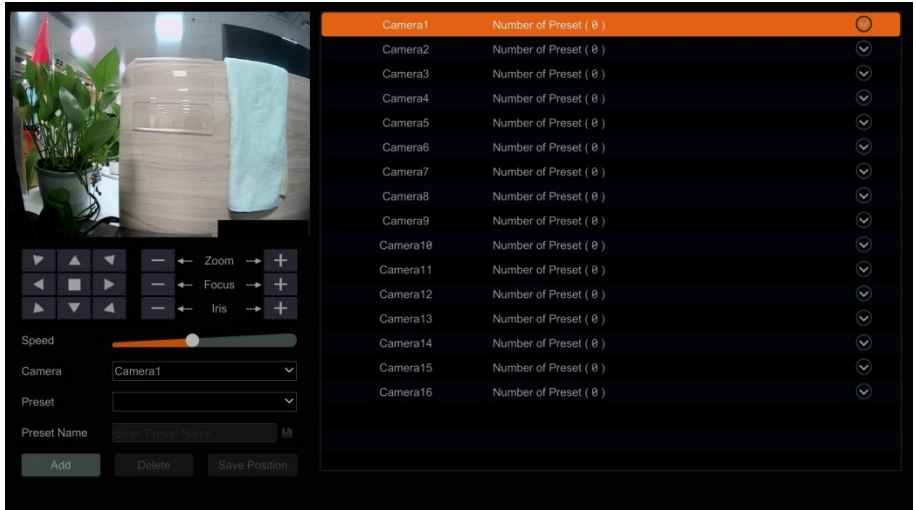 Zoom
Focus
Iris
Speed
Camera Camera1
Preset
Preset Name Enter Preset Name
Add Delete Save Position
Camera1 Number of Preset ( 0 )
Camera2 Number of Preset ( 0 )
Camera3 Number of Preset ( 0 )
Camera4 Number of Preset ( 0 )
Camera5 Number of Preset ( 0 )
Camera6 Number of Preset ( 0 )
Camera7 Number of Preset ( 0 )
Camera8 Number of Preset ( 0 )
Camera9 Number of Preset ( 0 )
Camera10 Number of Preset ( 0 )
Camera11 Number of Preset ( 0 )
Camera12 Number of Preset ( 0 )
Camera13 Number of Preset ( 0 )
Camera14 Number of Preset ( 0 )
Camera15 Number of Preset ( 0 )
Camera16 Number of Preset ( 0 )